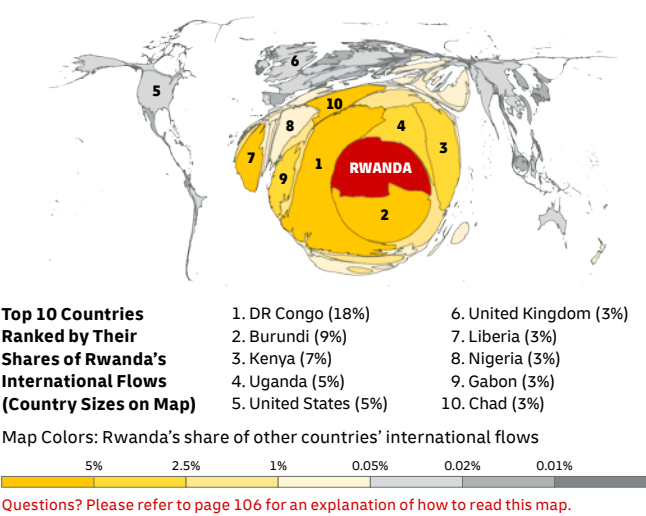 6
5
10
8
4
3
7
1
RWANDA
9
2
Top 10 Countries
Ranked by Their
Shares of Rwanda's
International Flows
(Country Sizes on Map)
1. DR Congo (18%)
2. Burundi (9%)
3. Kenya (7%)
4. Uganda (5%)
5. United States (5%)
6. United Kingdom (3%)
7. Liberia (3%)
8. Nigeria (3%)
9. Gabon (3%)
10. Chad (3%)
Map Colors: Rwanda's share of other countries' international flows
5% 2.5% 1% 0.05% 0.02% 0.01%
Questions? Please refer to page 106 for an explanation of how to read this map.